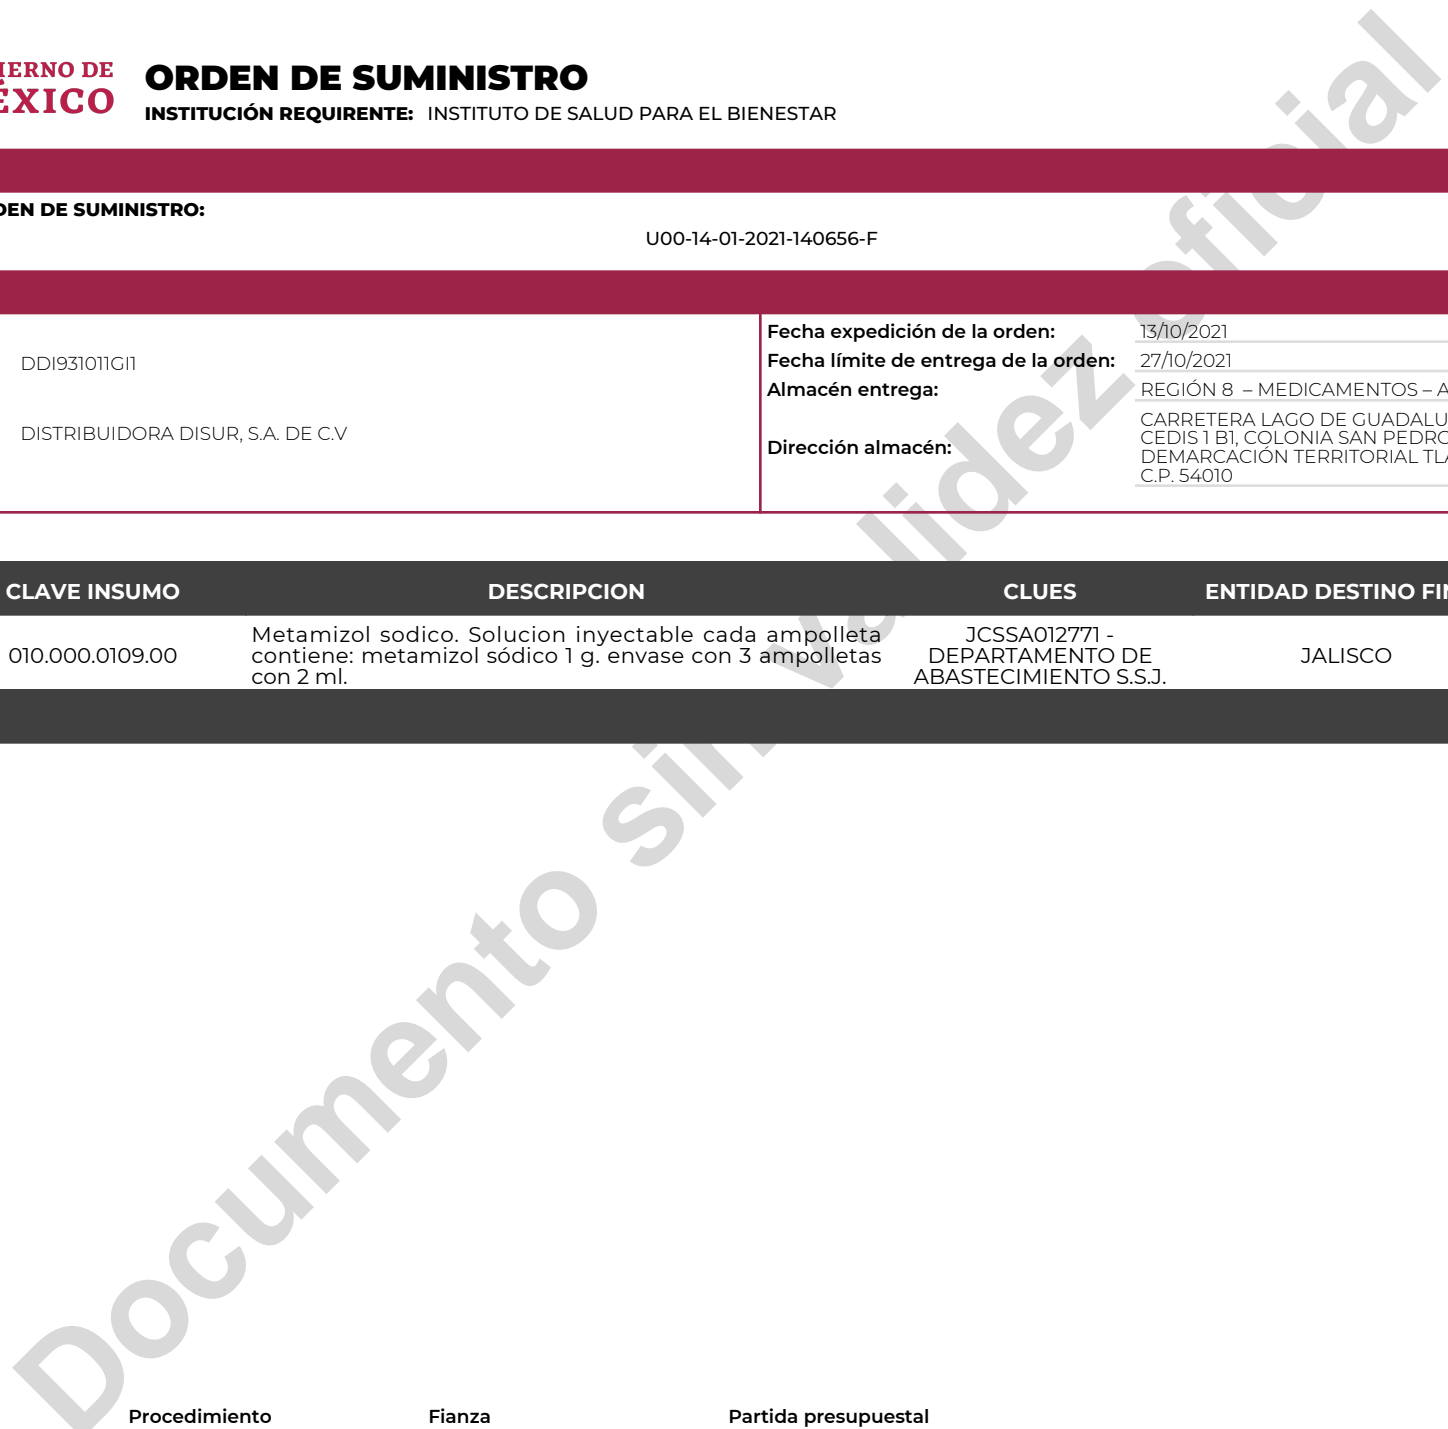 IERNO DE
ÉXICO
ORDEN DE SUMINISTRO
INSTITUCIÓN REQUIRENTE: INSTITUTO DE SALUD PARA EL BIENESTAR
DEN DE SUMINISTRO:
U00-14-01-2021-140656-F
DDI931011GI1
DISTRIBUIDORA DISUR, S.A. DE C.V
Fecha expedición de la orden: 13/10/2021
Fecha límite de entrega de la orden: 27/10/2021
Almacén entrega: REGIÓN 8 – MEDICAMENTOS – A
Dirección almacén:
CARRETERA LAGO DE GUADALU
CEDIS 1 B1, COLONIA SAN PEDRO
DEMARCACIÓN TERRITORIAL TLA
C.P. 54010
CLAVE INSUMO DESCRIPCION CLUES ENTIDAD DESTINO FIN
010.000.0109.00
Metamizol sodico. Solucion inyectable cada ampolleta
contiene: metamizol sódico 1 g. envase con 3 ampolletas
con 2 ml.
JCSSA012771 -
DEPARTAMENTO DE
ABASTECIMIENTO S.S.J.
JALISCO
Documento sin validez oficial
Procedimiento Fianza Partida presupuestal